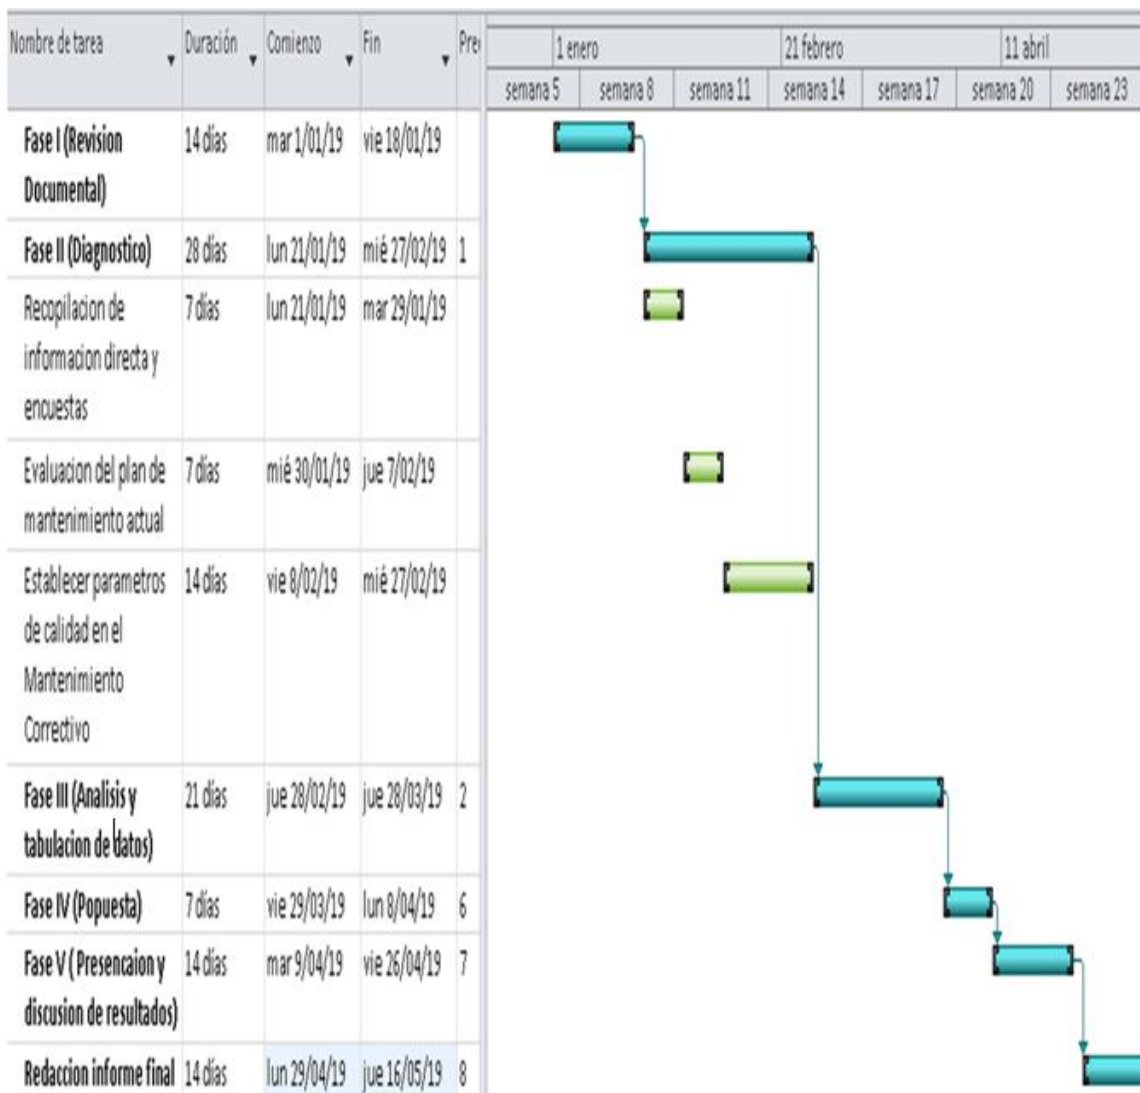 Nombre de tarea Duración Comienzo Fin Pre
1 enero 21 febrero 11 abril
semana 5 semana 8 semana 11 semana 14 semana 17 semana 20 semana 23
Fase I (Revision 14 días mar 1/01/19 vie 18/01/19
Documental)
Fase II (Diagnostico) 28 días lun 21/01/19 mié 27/02/19 1
Recopilacion de 7 días lun 21/01/19 mar 29/01/19
informacion directa y
encuestas
Evaluacion del plan de 7 días mié 30/01/19 jue 7/02/19
mantenimiento actual
Establecer parametros 14 días vie 8/02/19 mié 27/02/19
de calidad en el
Mantenimiento
Correctivo
Fase III (Analisis y 21 días jue 28/02/19 jue 28/03/19 2
tabulacion de datos)
Fase IV (Popuesta) 7 días vie 29/03/19 lun 8/04/19 6
Fase V ( Presencaion y 14 días mar 9/04/19 vie 26/04/19 7
discusion de resultados)
Redaccion informe final 14 días lun 29/04/19 jue 16/05/19 8